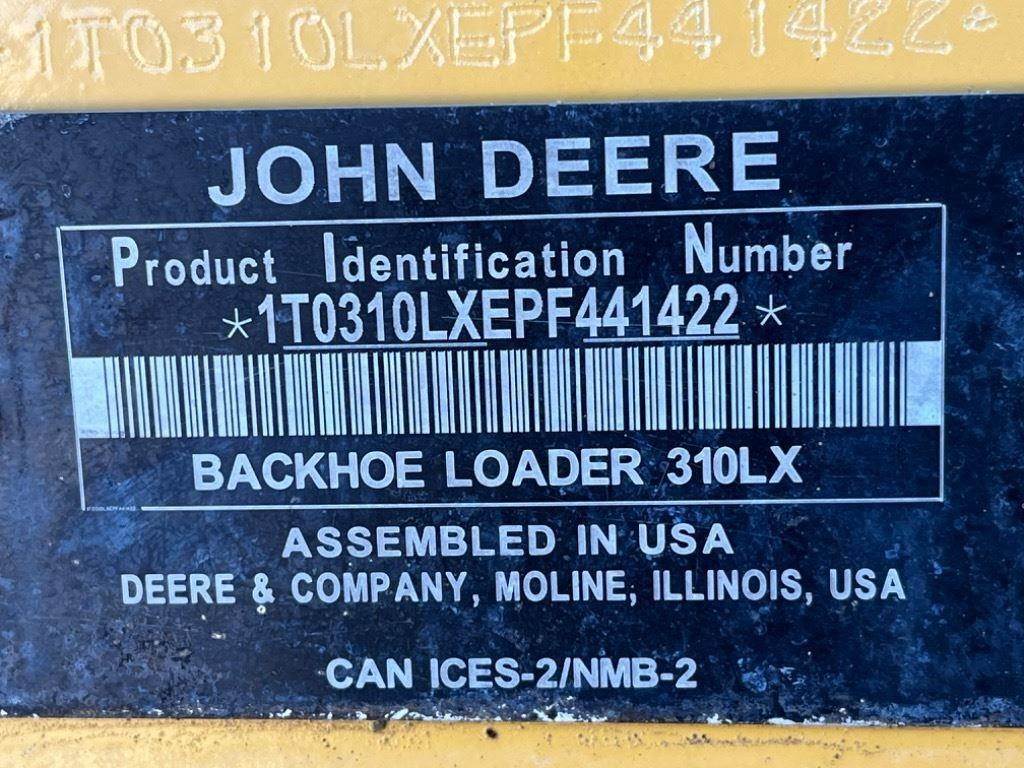 1T0310LXEPF441422*
JOHN DEERE
Product Identification Number
*1T0310LXEPF441422*
BACKHOE LOADER 310LX
ASSEMBLED IN USA
DEERE & COMPANY, MOLINE, ILLINOIS, USA
CAN ICES-2/NMB-2